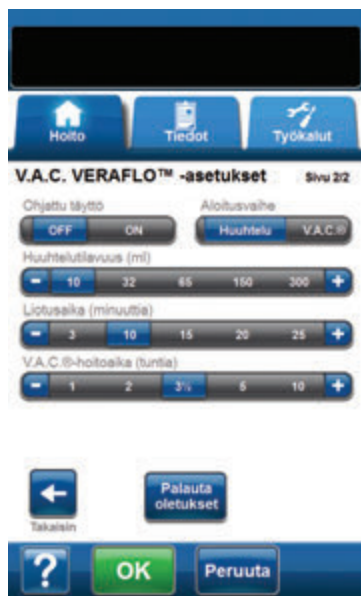 Hoito Tiedot Työkalut
V.A.C. VERAFLO™ -asetukset Sivu 2/2
Ohjattu täyttö Aloitusvaihe
OFF ON Huuhtelu V.A.C.®
Huuhtelutilavuus (ml)
- 10 32 65 150 300 +
Liotusaika (minuuttia)
- 3 10 15 20 25 +
V.A.C.®-hoitoaika (tuntia)
- 1 2 3½ 5 10 +
Palauta
oletukset
Takaisin
? OK Peruuta